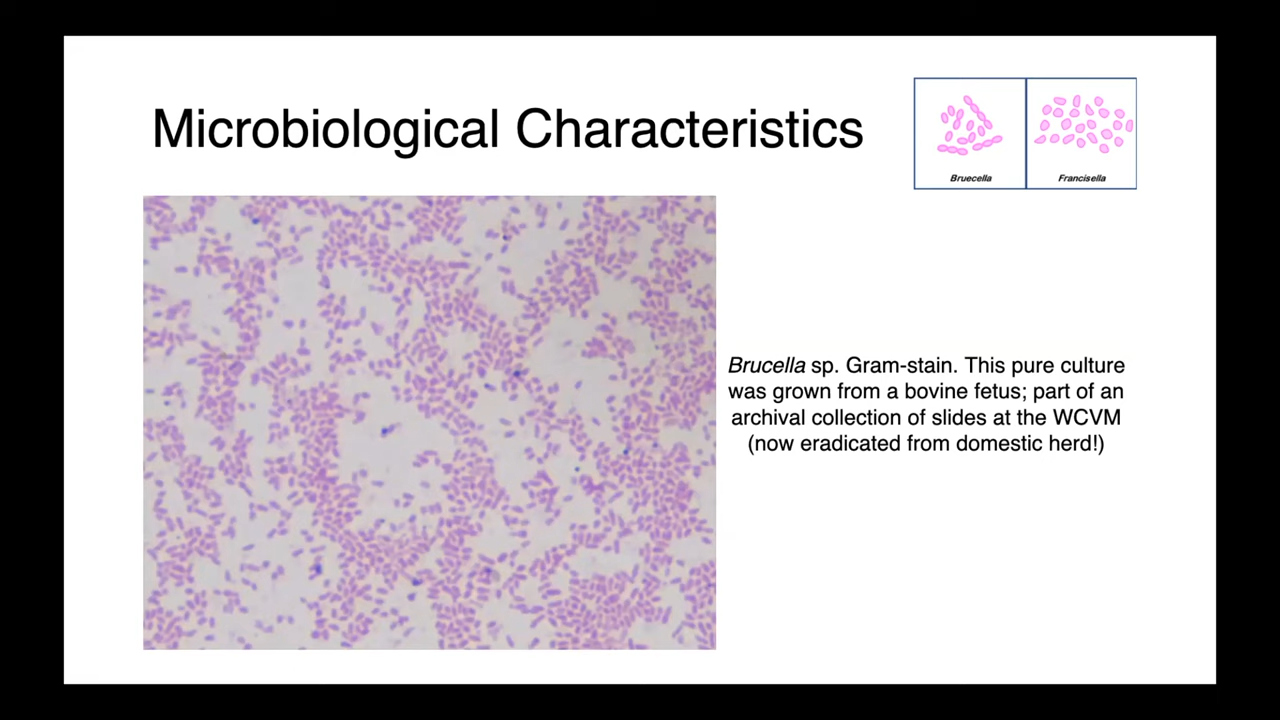 Microbiological Characteristics
Bruecella
Francisella
Brucella sp. Gram-stain. This pure culture
was grown from a bovine fetus; part of an
archival collection of slides at the WCVM
(now eradicated from domestic herd!)